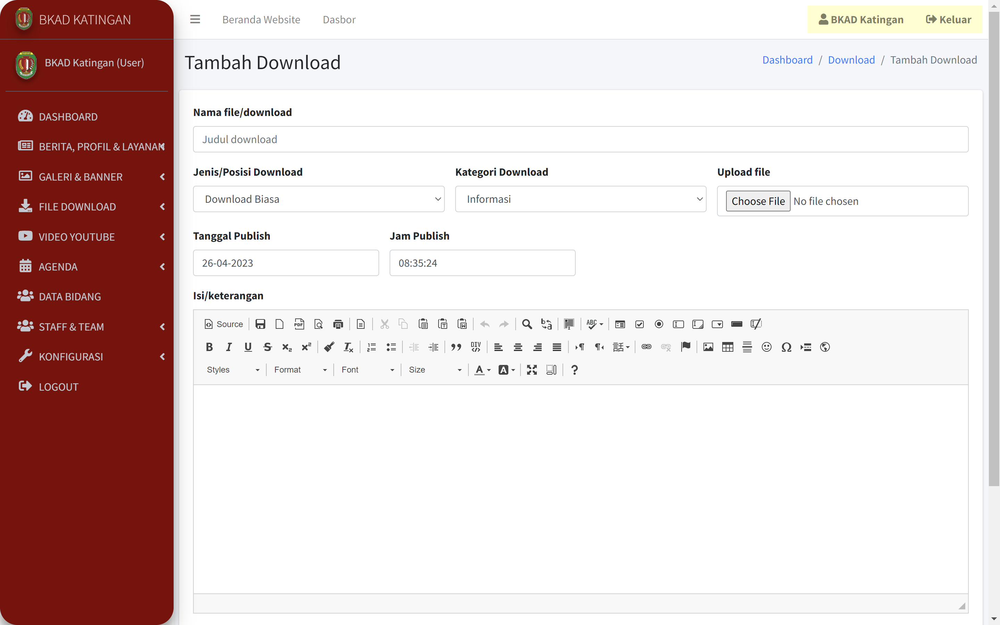 BKAD KATINGAN
Beranda Website
Dasbor
BKAD Katingan
Keluar
BKAD Katingan (User)
DASHBOARD
BERITA, PROFIL & LAYANAN
GALERI & BANNER
FILE DOWNLOAD
VIDEO YOUTUBE
AGENDA
DATA BIDANG
STAFF & TEAM
KONFIGURASI
LOGOUT
Tambah Download
Dashboard / Download / Tambah Download
Nama file/download
Judul download
Jenis/Posisi Download
Download Biasa
Kategori Download
Informasi
Upload file
Choose File No file chosen
Tanggal Publish
26-04-2023
Jam Publish
08:35:24
Isi/keterangan
Source
Styles
Format
Font
Size